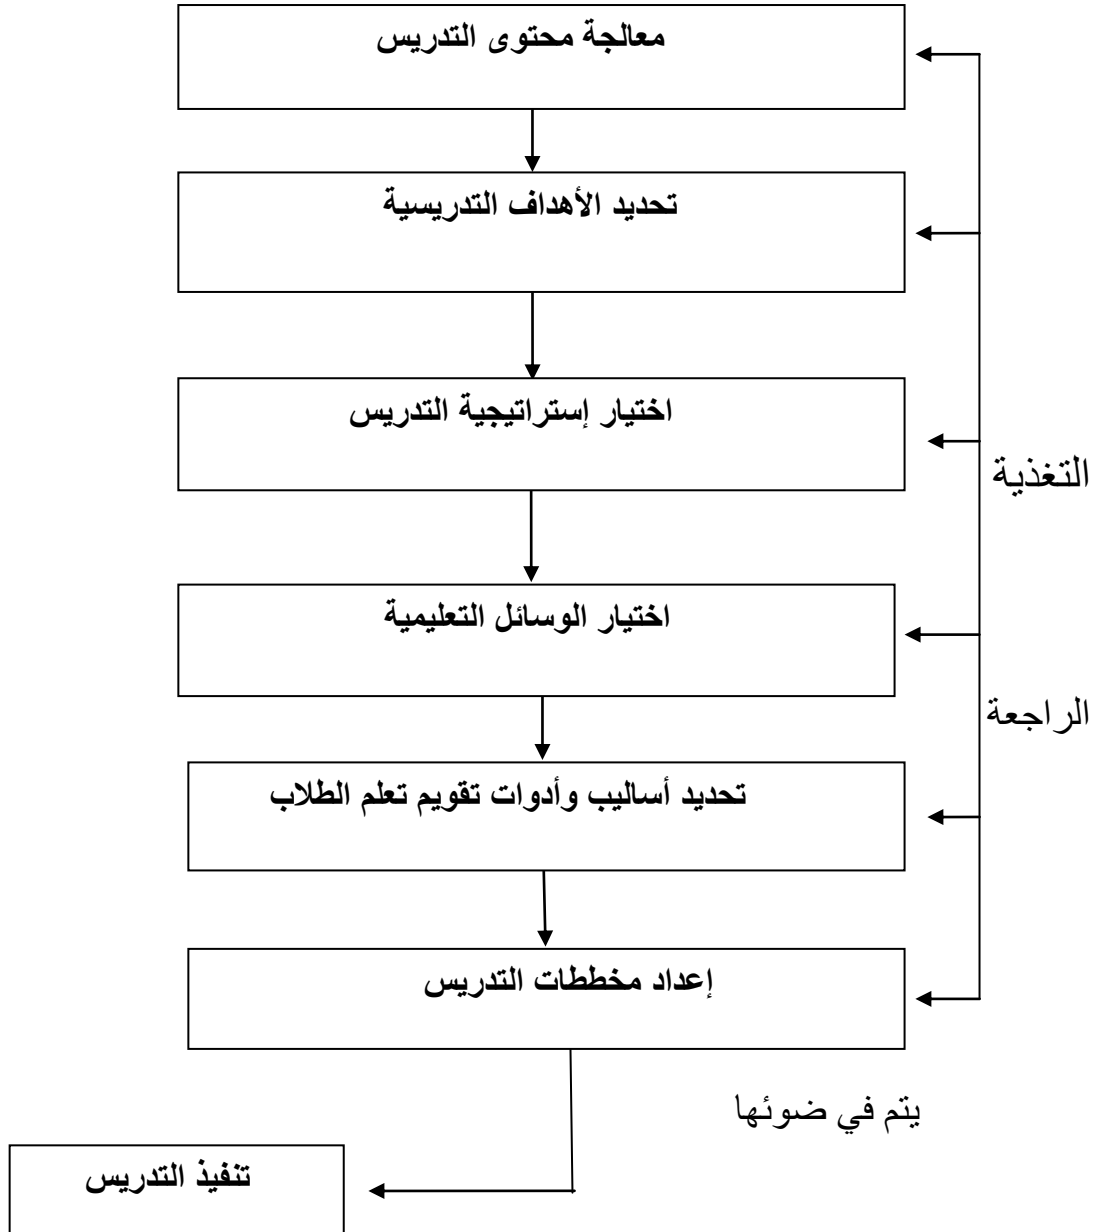 معالجة محتوى التدريس
تحديد الأهداف التدريسية
اختيار إستراتيجية التدريس
التغذية
اختيار الوسائل التعليمية
الراجعة
تحديد أساليب وأدوات تقويم تعلم الطلاب
إعداد مخططات التدريس
يتم في ضوئها
تنفيذ التدريس